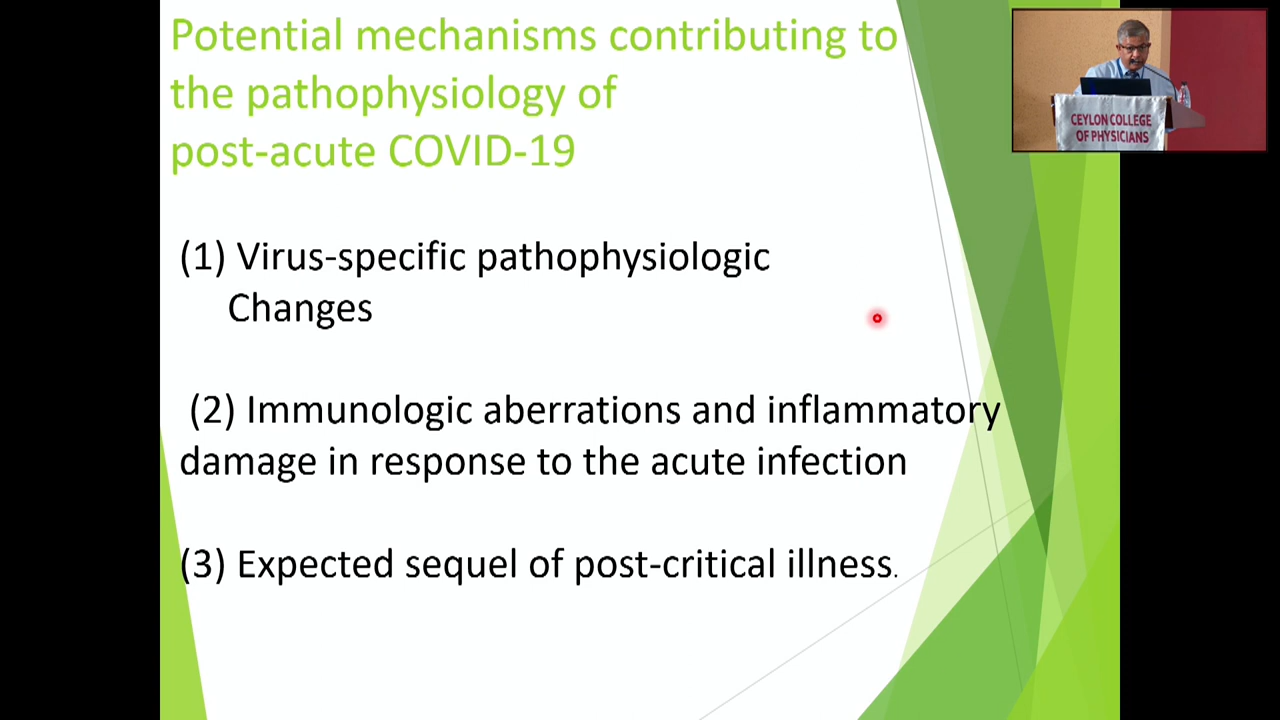 Potential mechanisms contributing to
the pathophysiology of
post-acute COVID-19
(1) Virus-specific pathophysiologic
Changes
(2) Immunologic aberrations and inflammatory
damage in response to the acute infection
(3) Expected sequel of post-critical illness.
CEYLON COLLEGE
OF PHYSICIANS